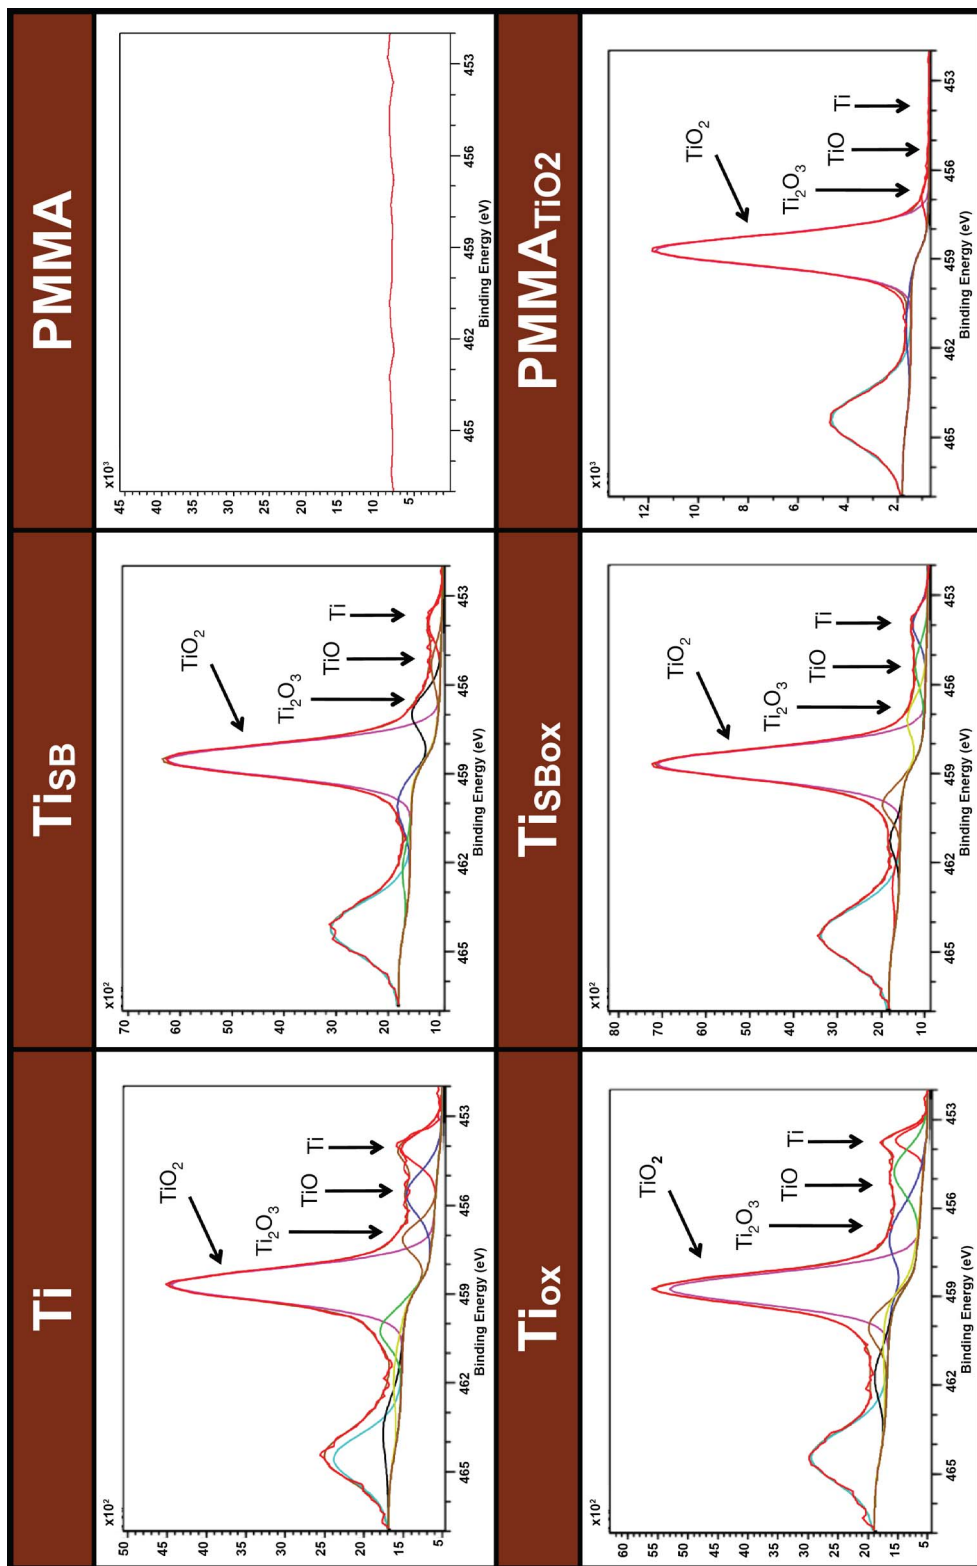 Ti
x10²
50
45
40
35
30
25
20
15
10
5
TiO₂
Ti₂O₃
TiO
Ti
465
462
459
456
453
Binding Energy (eV)
TiSB
x10²
70
60
50
40
30
20
10
TiO₂
Ti₂O₃
TiO
Ti
465
462
459
456
453
Binding Energy (eV)
PMMA
x10³
45
40
35
30
25
20
15
10
5
465
462
459
456
453
Binding Energy (eV)
Tiox
x10²
60
55
50
45
40
35
30
25
20
15
10
5
TiO₂
Ti₂O₃
TiO
Ti
465
462
459
456
453
Binding Energy (eV)
TiSBox
x10²
80
70
60
50
40
30
20
10
TiO₂
Ti₂O₃
TiO
Ti
465
462
459
456
453
Binding Energy (eV)
PMMATiO2
x10³
12
10
8
6
4
2
TiO₂
Ti₂O₃
TiO
Ti
465
462
459
456
453
Binding Energy (eV)